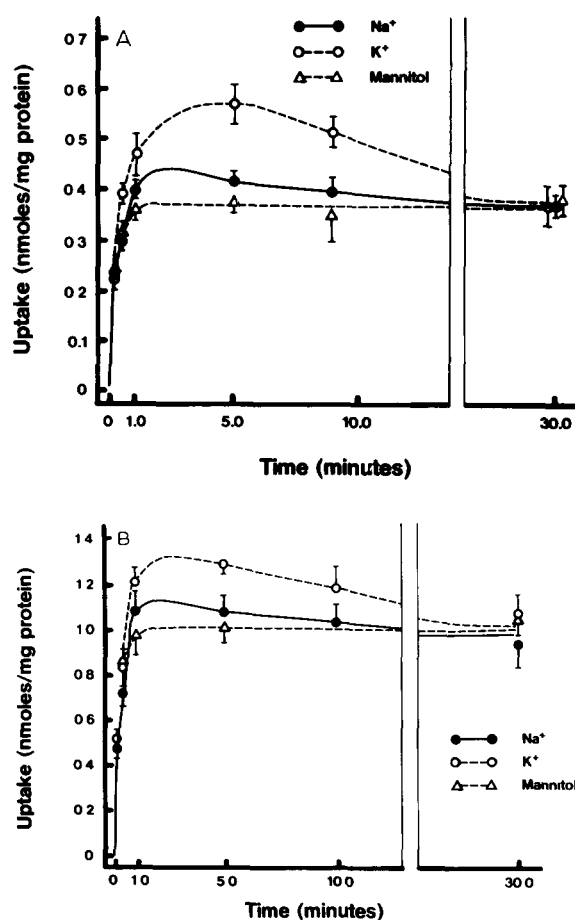 A
Na+
K+
Mannitol
Uptake (nmoles/mg protein)
0 7
0.6
0.5
0.4
0.3
0 2
0.1
0
0 1.0 5.0 10.0 30.0
Time (minutes)
B
Uptake (nmoles/mg protein)
1 4
1.2
1.0
0.8
0.6
0 4
0 2
0
0 1 0 5 0 10 0 30 0
Na+
K+
Mannitol
Time (minutes)